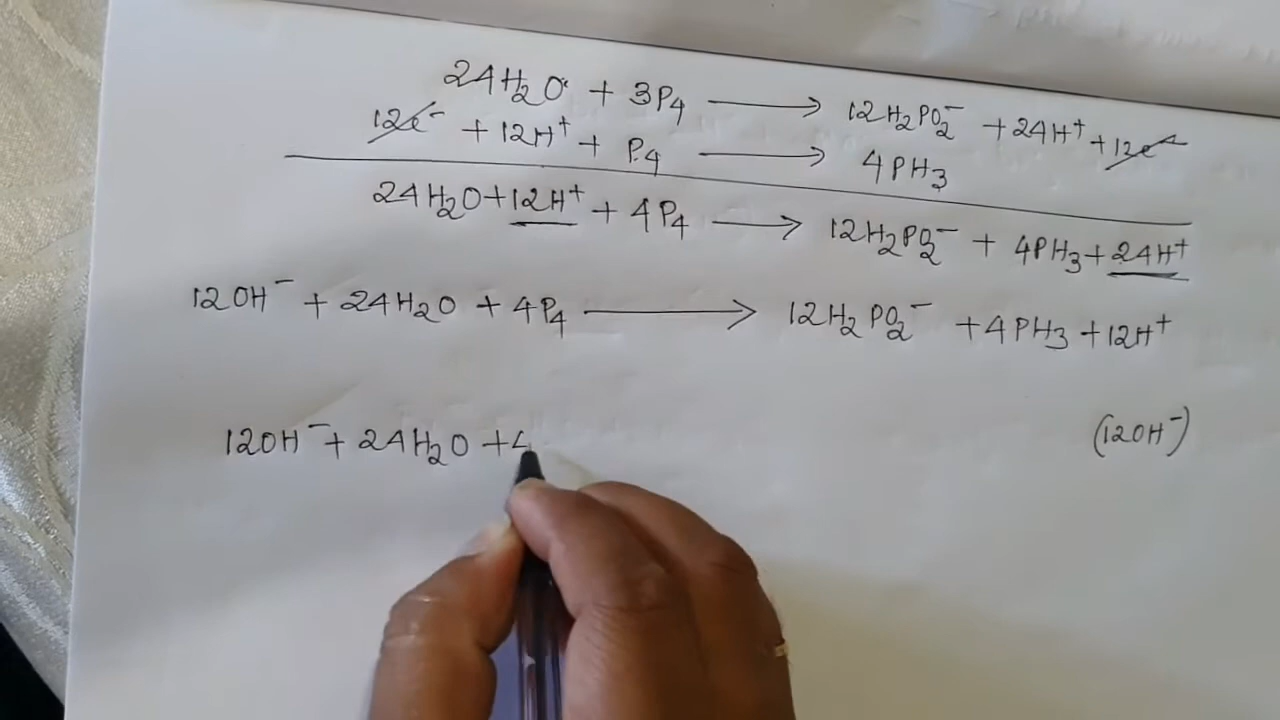 24H₂O + 3P₄ ⟶ 12H₂PO₂⁻ + 24H⁺ + 12e⁻
12e⁻ + 12H⁺ + P₄ ⟶ 4PH₃
24H₂O + 12H⁺ + 4P₄ ⟶ 12H₂PO₂⁻ + 4PH₃ + 24H⁺
12OH⁻ + 24H₂O + 4P₄ ⟶ 12H₂PO₂⁻ + 4PH₃ + 12H⁺
(12OH⁻)
12OH⁻ + 24H₂O + 4